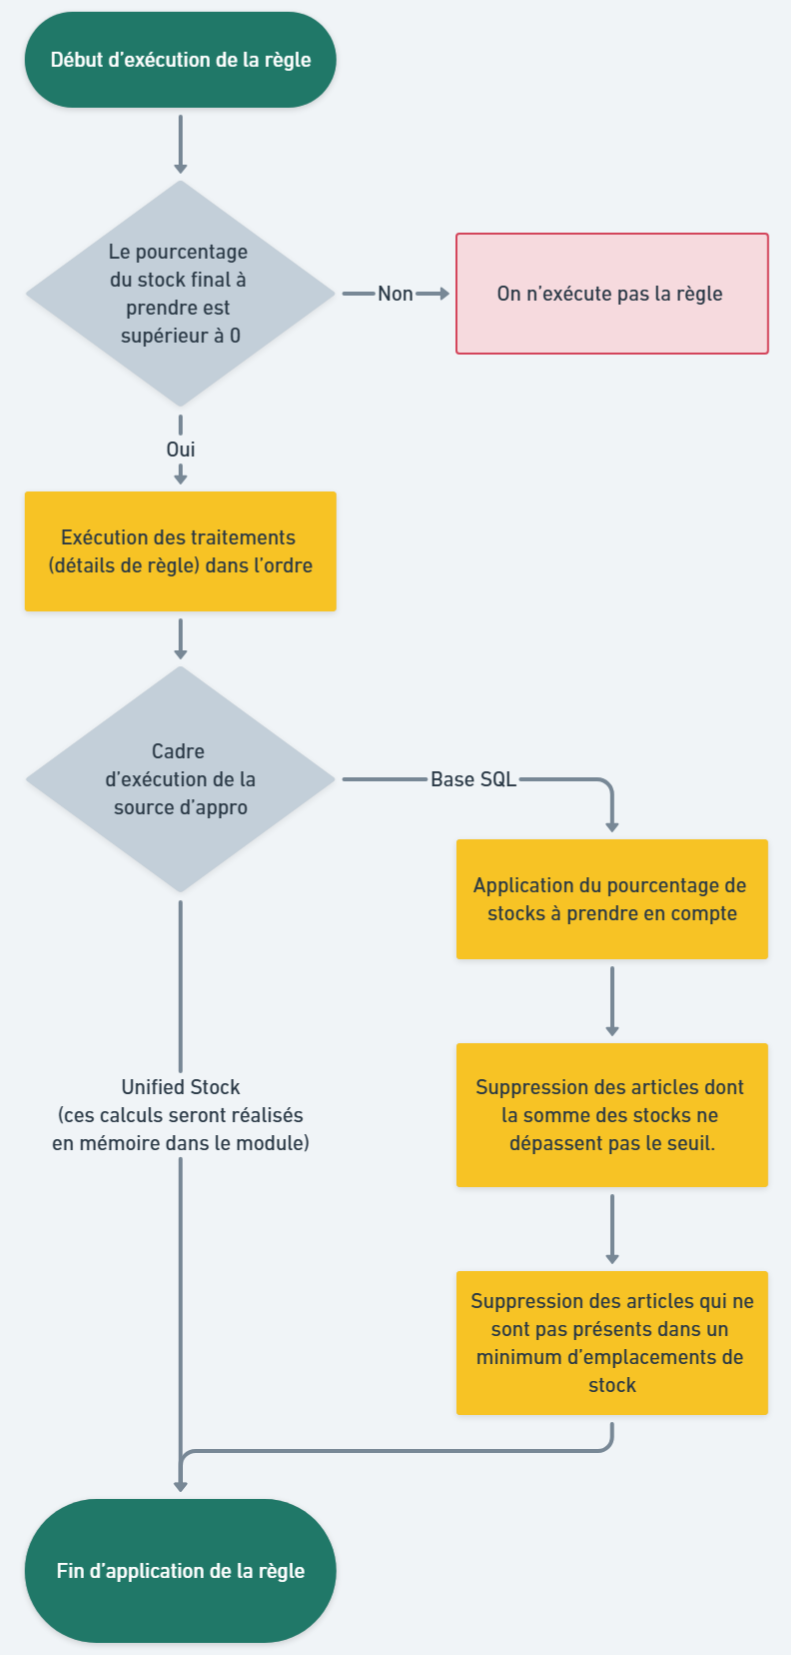 Début d’exécution de la règle
Le pourcentage
du stock final à
prendre est
supérieur à 0
Non
On n’exécute pas la règle
Oui
Exécution des traitements
(détails de règle) dans l’ordre
Cadre
d’exécution de la
source d’appro
Base SQL
Application du pourcentage de
stocks à prendre en compte
Suppression des articles dont
la somme des stocks ne
dépassent pas le seuil.
Unified Stock
(ces calculs seront réalisés
en mémoire dans le module)
Suppression des articles qui ne
sont pas présents dans un
minimum d’emplacements de
stock
Fin d’application de la règle